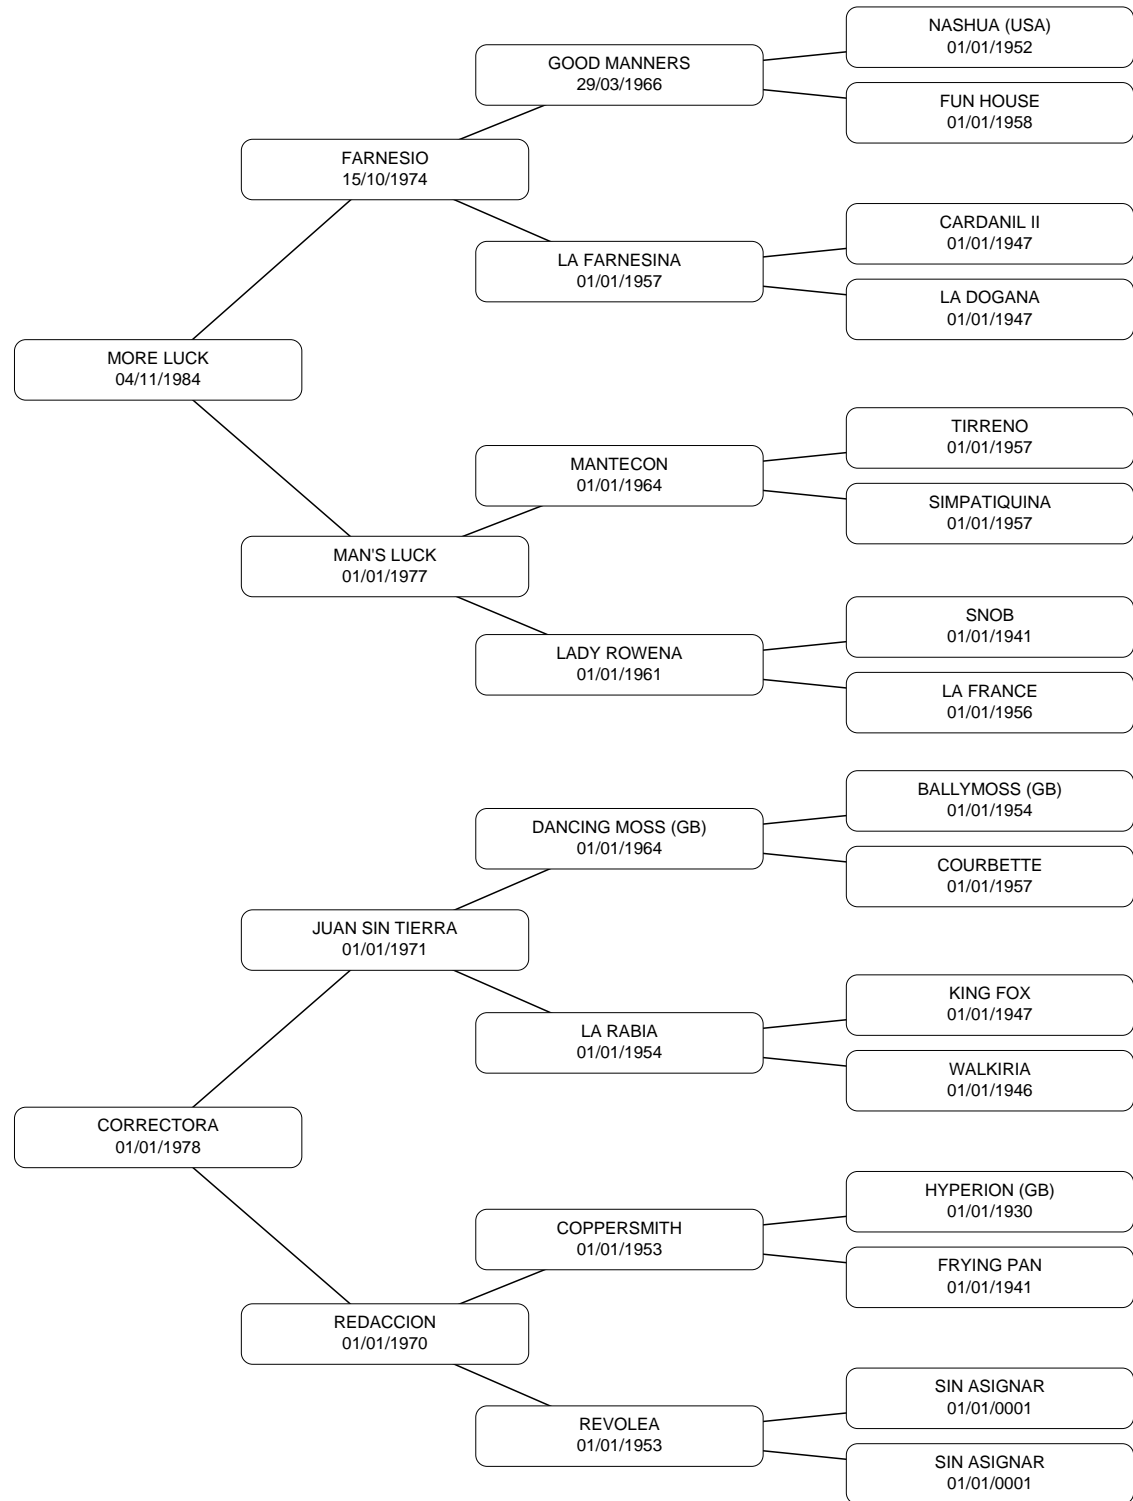 NASHUA (USA)
01/01/1952
GOOD MANNERS
29/03/1966
FUN HOUSE
01/01/1958
FARNESIO
15/10/1974
CARDANIL II
01/01/1947
LA FARNESINA
01/01/1957
LA DOGANA
01/01/1947
MORE LUCK
04/11/1984
TIRRENO
01/01/1957
MANTECON
01/01/1964
SIMPATIQUINA
01/01/1957
MAN'S LUCK
01/01/1977
SNOB
01/01/1941
LADY ROWENA
01/01/1961
LA FRANCE
01/01/1956
BALLYMOSS (GB)
01/01/1954
DANCING MOSS (GB)
01/01/1964
COURBETTE
01/01/1957
JUAN SIN TIERRA
01/01/1971
KING FOX
01/01/1947
LA RABIA
01/01/1954
WALKIRIA
01/01/1946
CORRECTORA
01/01/1978
HYPERION (GB)
01/01/1930
COPPERSMITH
01/01/1953
FRYING PAN
01/01/1941
REDACCION
01/01/1970
SIN ASIGNAR
01/01/0001
REVOLEA
01/01/1953
SIN ASIGNAR
01/01/0001